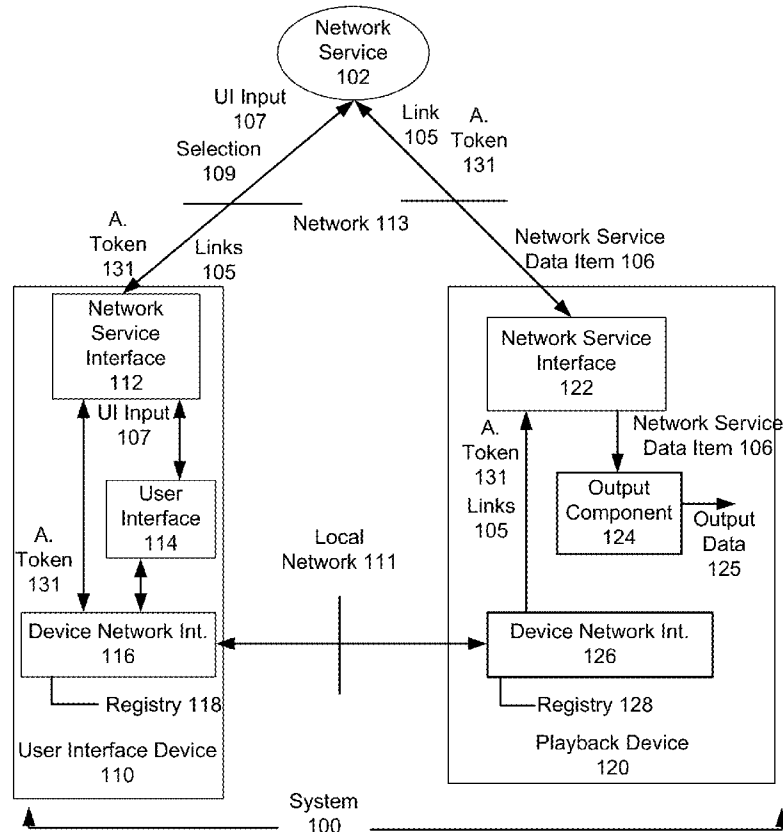 Network
Service
102
UI Input
107
Link
105
A.
Token
131
Selection
109
Network 113
A.
Token
131
Links
105
Network Service
Data Item 106
Network
Service
Interface
112
Network Service
Interface
122
UI Input
107
A.
Token
131
Links
105
Network Service
Data Item 106
User
Interface
114
Output
Component
124
Output
Data
125
A.
Token
131
Local
Network 111
Device Network Int.
116
Device Network Int.
126
Registry 118
Registry 128
User Interface Device
110
Playback Device
120
System
100